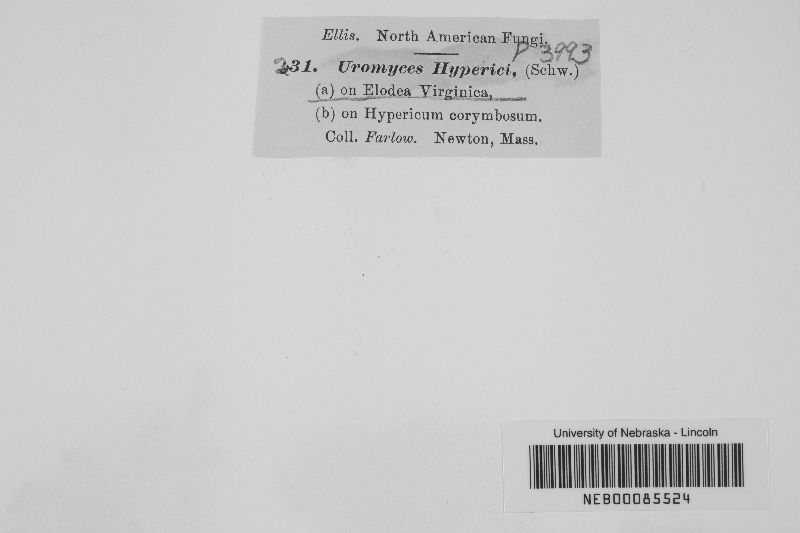 Ellis. North American Fungi.
P 3993
231. Uromyces Hyperici, (Schw.)
(a) on Elodea Virginica,
(b) on Hypericum corymbosum.
Coll. Farlow. Newton, Mass.
University of Nebraska - Lincoln
NEB00085524